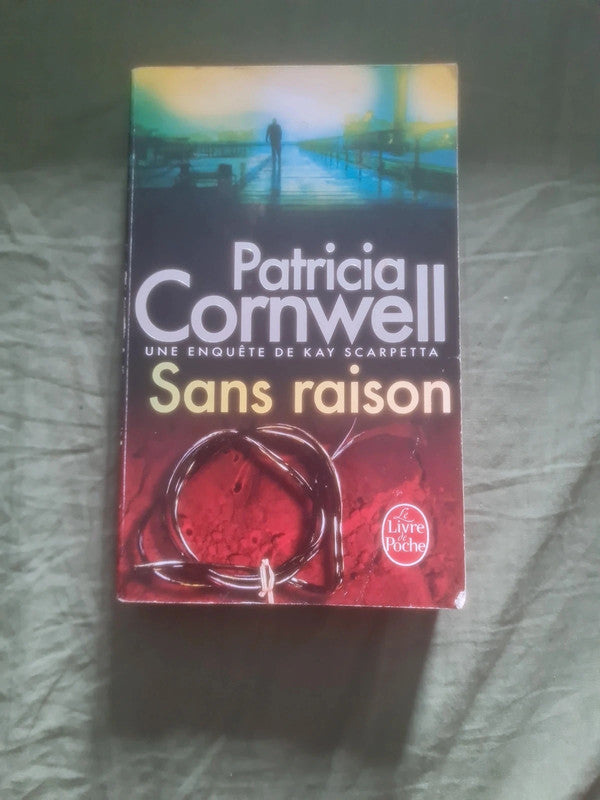 Patricia
Cornwell
UNE ENQUÊTE DE KAY SCARPETTA
Sans raison
Le
Livre
de
Poche